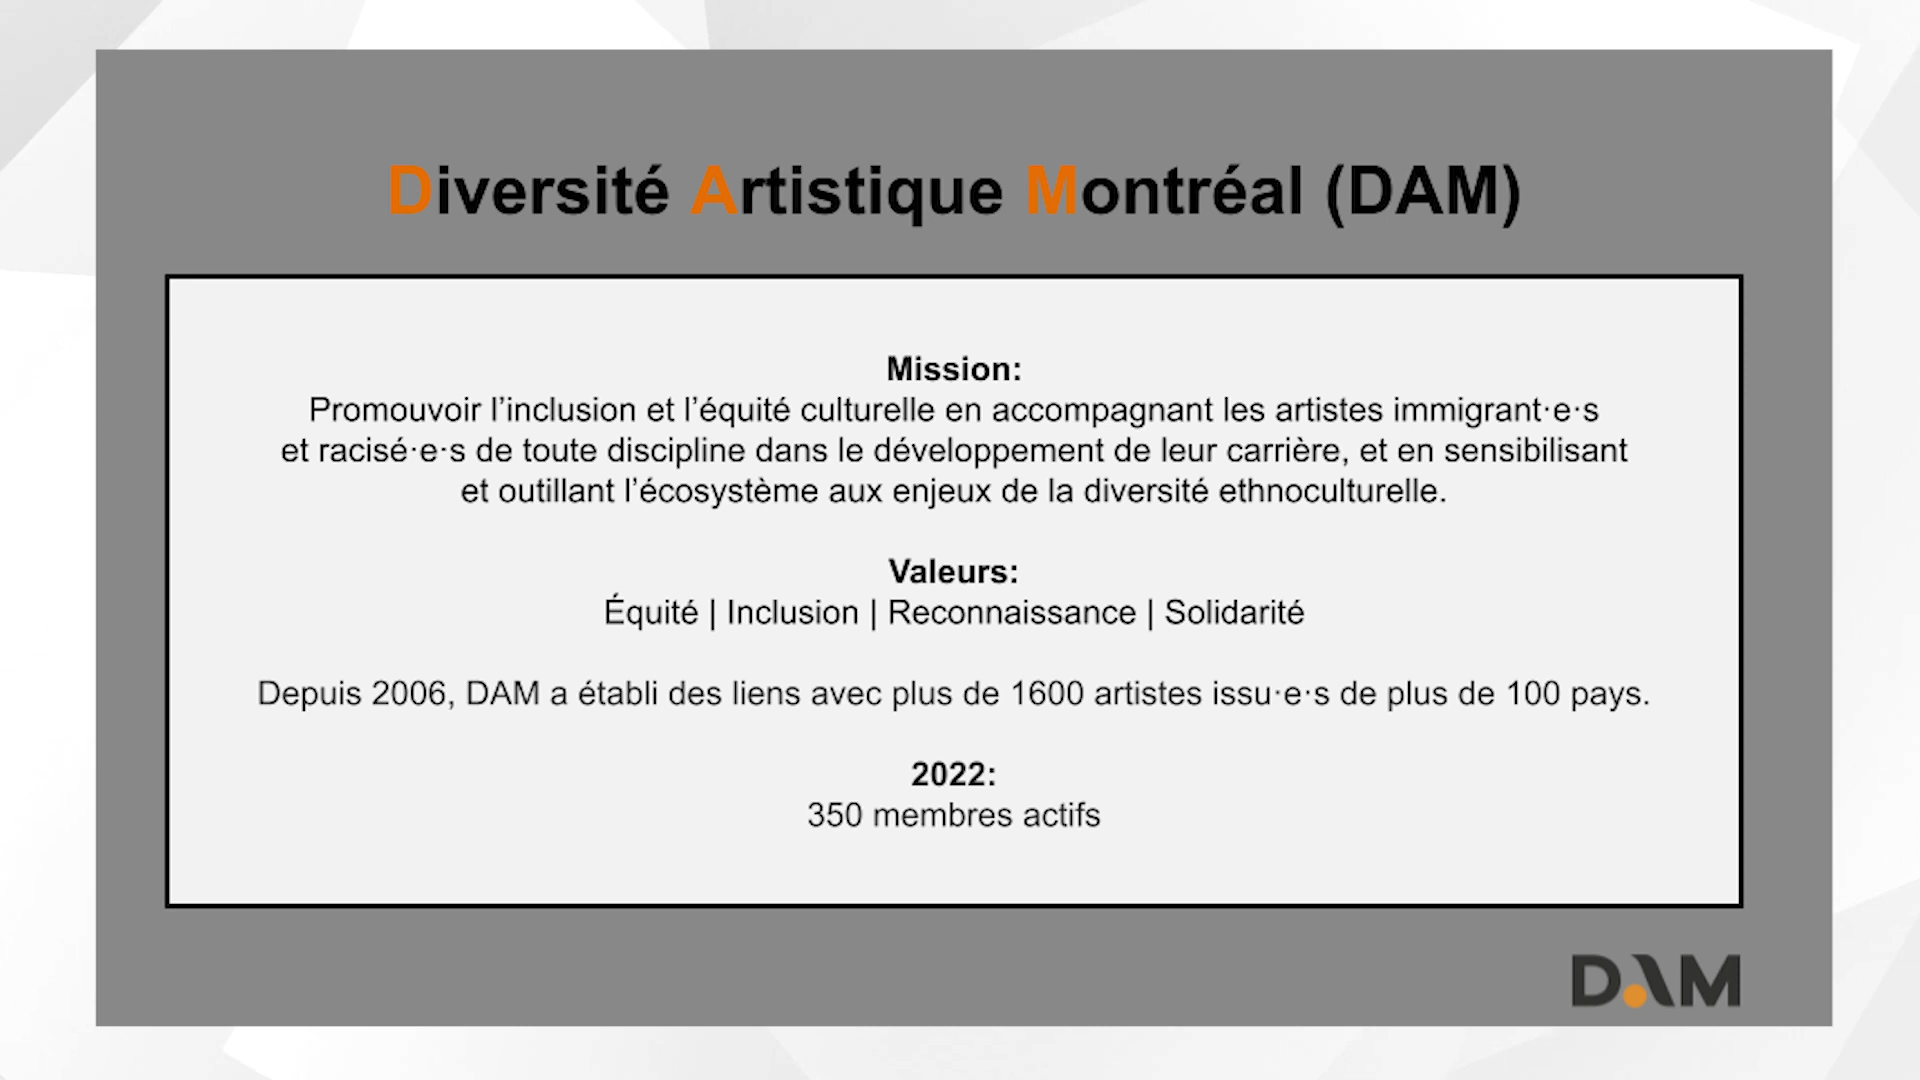 Diversité Artistique Montréal (DAM)
Mission:
Promouvoir l’inclusion et l’équité culturelle en accompagnant les artistes immigrant·e·s
et racisé·e·s de toute discipline dans le développement de leur carrière, et en sensibilisant
et outillant l’écosystème aux enjeux de la diversité ethnoculturelle.
Valeurs:
Équité | Inclusion | Reconnaissance | Solidarité
Depuis 2006, DAM a établi des liens avec plus de 1600 artistes issu·e·s de plus de 100 pays.
2022:
350 membres actifs
DAM